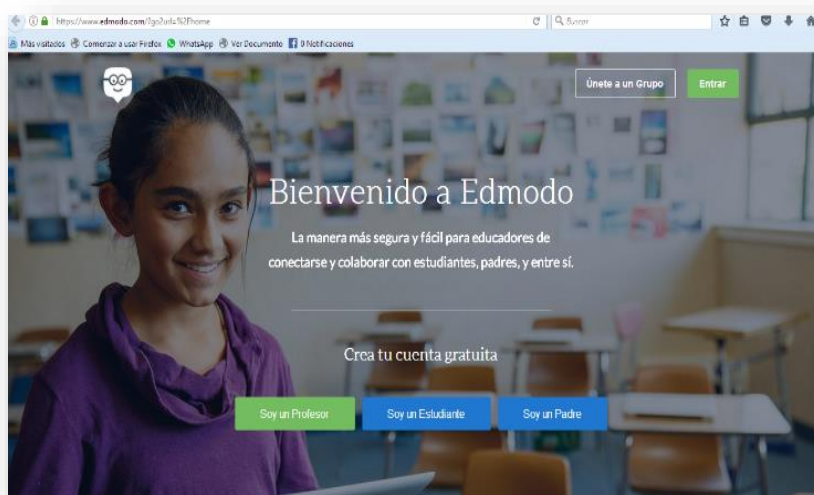 https://www.edmodo.com/?go2url=%2Fhome
Buscar
Más visitados Comenzar a usar Firefox WhatsApp Ver Documento 0 Notificaciones
Únete a un Grupo Entrar
Bienvenido a Edmodo
La manera más segura y fácil para educadores de
conectarse y colaborar con estudiantes, padres, y entre sí.
Crea tu cuenta gratuita
Soy un Profesor Soy un Estudiante Soy un Padre